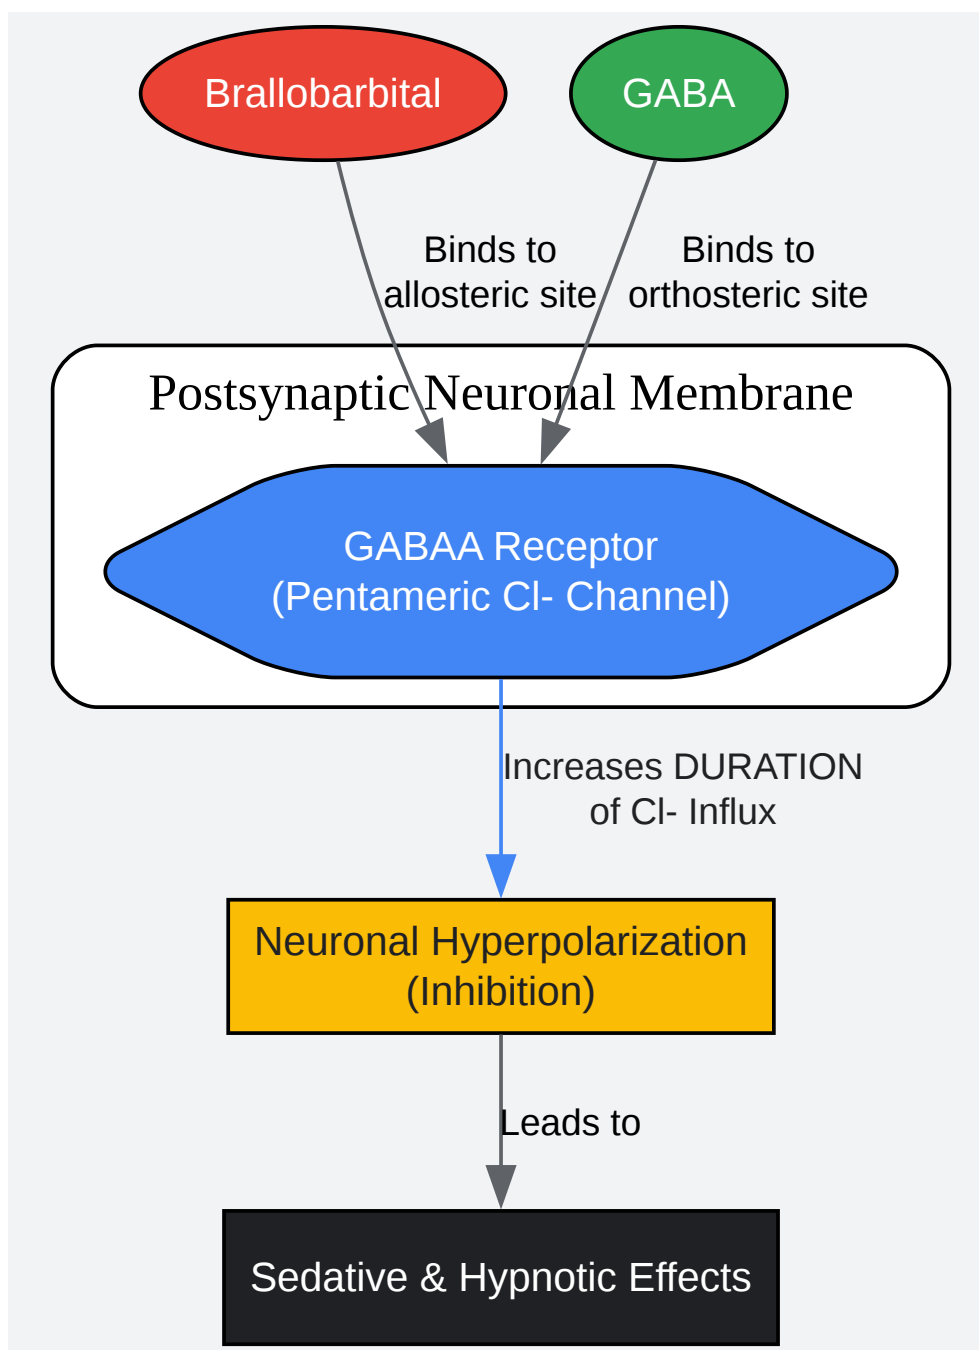 Brallobarbital
GABA
Binds to
allosteric site
Binds to
orthosteric site
Postsynaptic Neuronal Membrane
GABAA Receptor
(Pentameric Cl- Channel)
Increases DURATION
of Cl- Influx
Neuronal Hyperpolarization
(Inhibition)
Leads to
Sedative & Hypnotic Effects